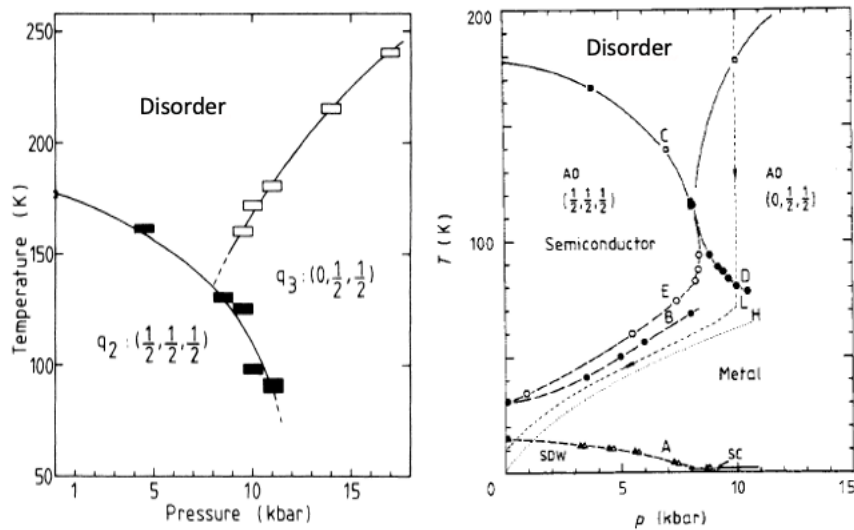 250
200
150
100
50
Temperature (K)
Disorder
q3:(0,1/2,1/2)
q2:(1/2,1/2,1/2)
1
5
10
15
Pressure (kbar)
200
100
0
T (K)
Disorder
C
AO
(1/2,1/2,1/2)
Semiconductor
AO
(0,1/2,1/2)
D
L
H
E
B
Metal
A
SDW
SC
0
5
10
15
p (kbar)